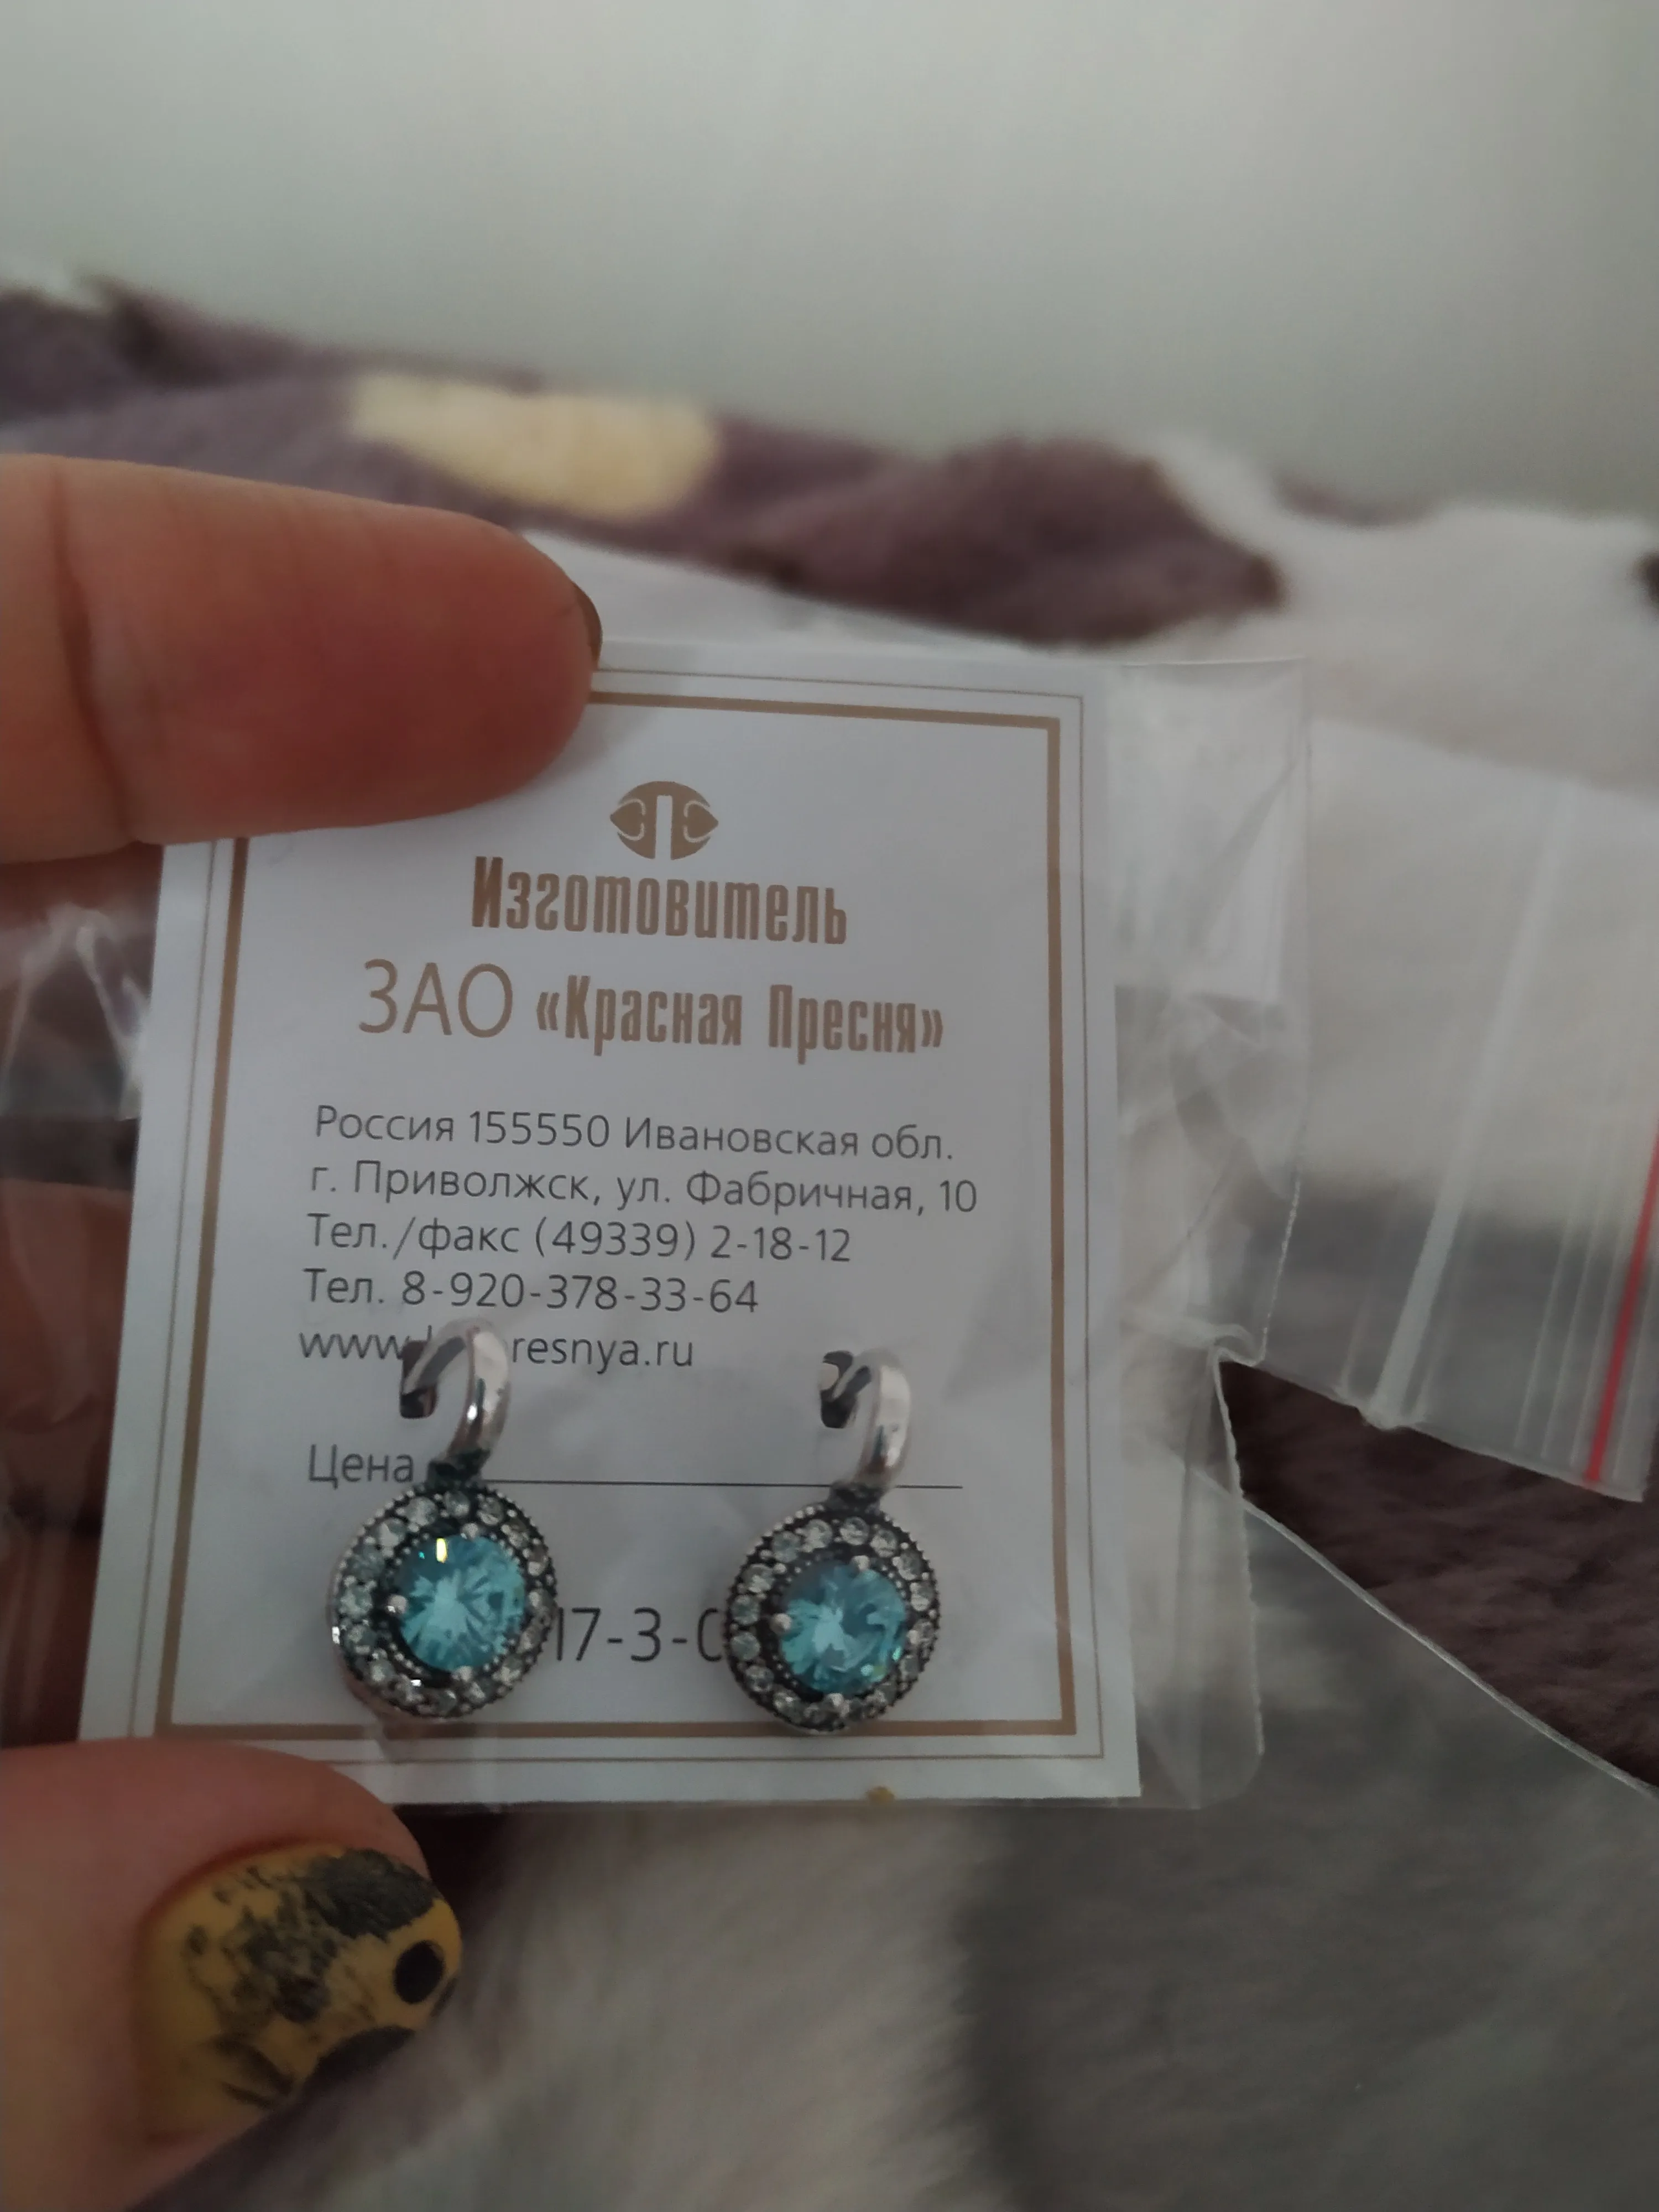 Изготовитель
ЗАО «Красная Пресня»
Россия 155550 Ивановская обл.
г. Приволжск, ул. Фабричная, 10
Тел./факс (49339) 2-18-12
Тел. 8-920-378-33-64
Цена